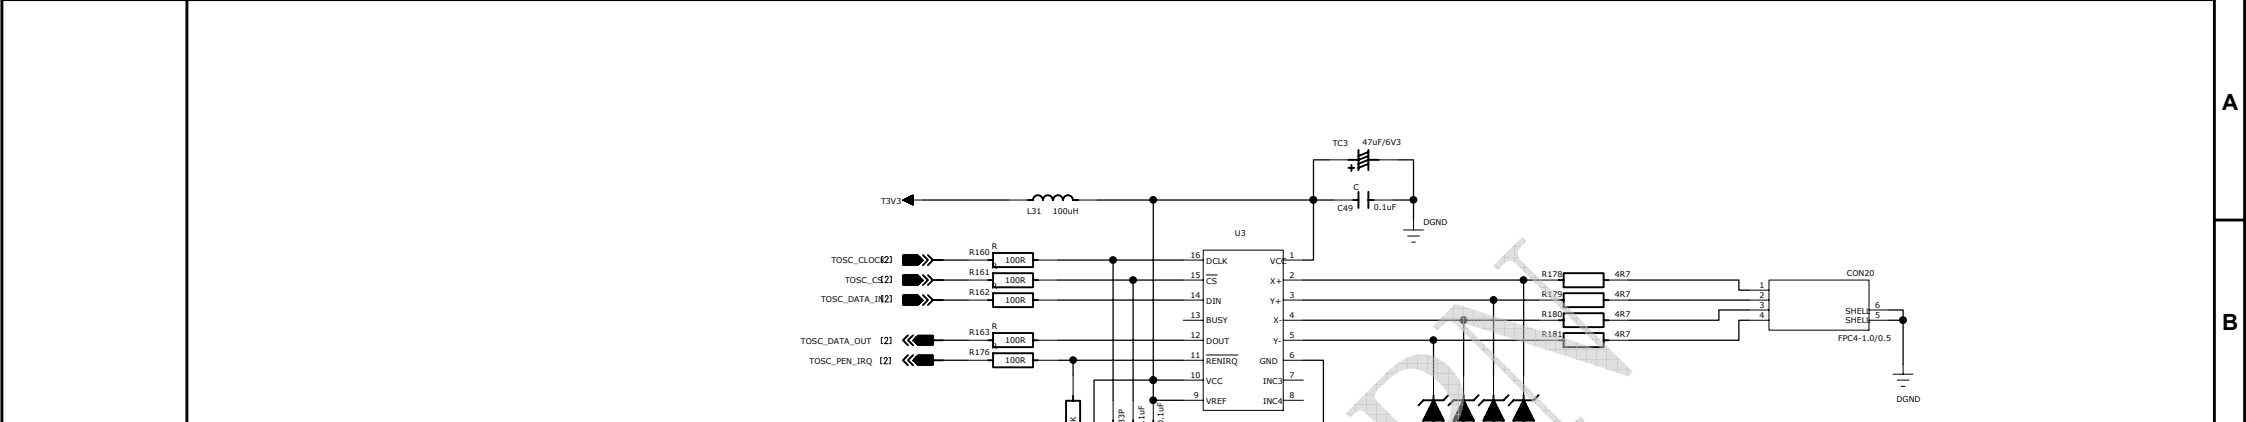 A
TC3 47uF/6V3
C
T3V3
L31 100uH
C49 0.1uF
DGND
U3
R
TOSC_CLOCK[2] R160 100R 16 DCLK VCC 1
TOSC_CS[2] R161 100R 15 CS X+ 2 R178 4R7
CON20
TOSC_DATA_IN[2] R162 100R 14 DIN Y+ 3 R179 4R7 1 2
13 BUSY X- 4 R180 4R7 3 4 SHELL 6 SHELL 5
B
R
TOSC_DATA_OUT [2] R163 100R 12 DOUT Y- 5 R181 4R7
FPC4-1.0/0.5
TOSC_PEN_IRQ [2] R176 100R 11 RENIRQ GND 6
10 VCC INC3 7
9 VREF INC4 8
DGND
33P
0.1uF
K